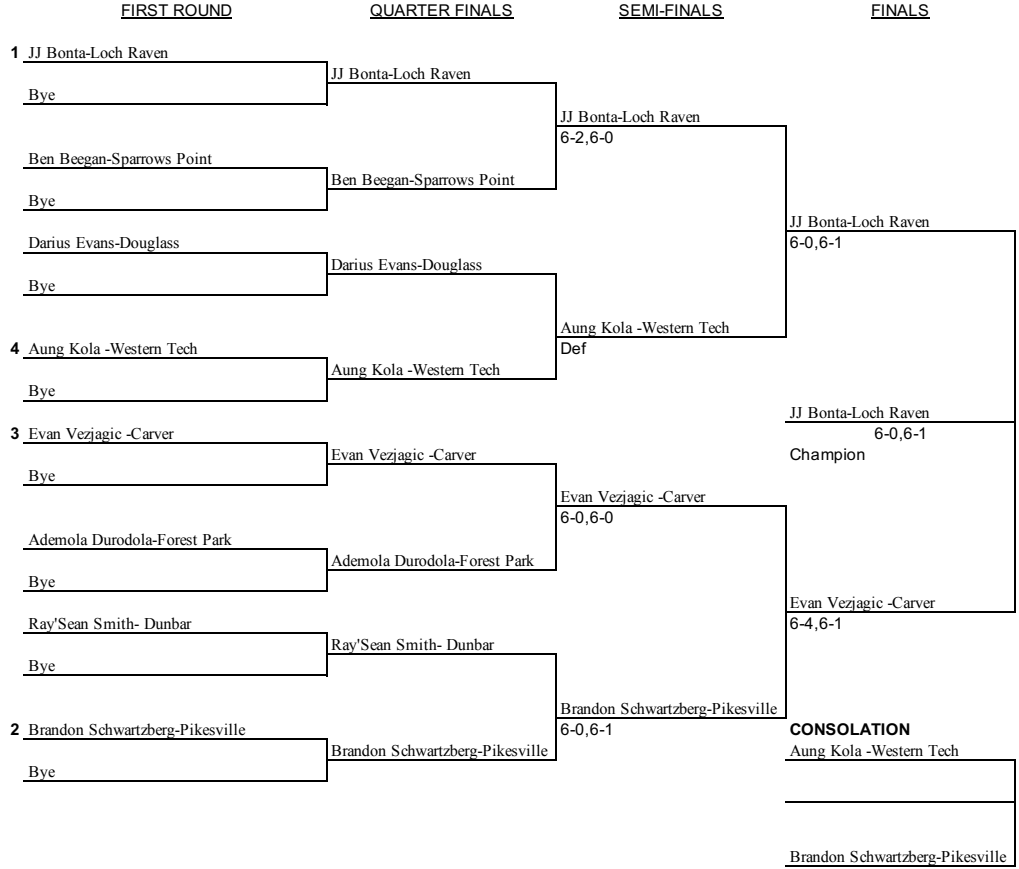 FIRST ROUND QUARTER FINALS SEMI-FINALS FINALS
1 JJ Bonta-Loch Raven
JJ Bonta-Loch Raven
Bye
JJ Bonta-Loch Raven
6-2,6-0
Ben Beegan-Sparrows Point
Ben Beegan-Sparrows Point
Bye
JJ Bonta-Loch Raven
6-0,6-1
Darius Evans-Douglass
Darius Evans-Douglass
Bye
Aung Kola -Western Tech
Def
4 Aung Kola -Western Tech
Aung Kola -Western Tech
Bye
JJ Bonta-Loch Raven
6-0,6-1
Champion
3 Evan Vezjagic -Carver
Evan Vezjagic -Carver
Bye
Evan Vezjagic -Carver
6-0,6-0
Ademola Durodola-Forest Park
Ademola Durodola-Forest Park
Bye
Evan Vezjagic -Carver
6-4,6-1
Ray'Sean Smith- Dunbar
Ray'Sean Smith- Dunbar
Bye
Brandon Schwartzberg-Pikesville
6-0,6-1
2 Brandon Schwartzberg-Pikesville
Brandon Schwartzberg-Pikesville
Bye
CONSOLATION
Aung Kola -Western Tech
Brandon Schwartzberg-Pikesville